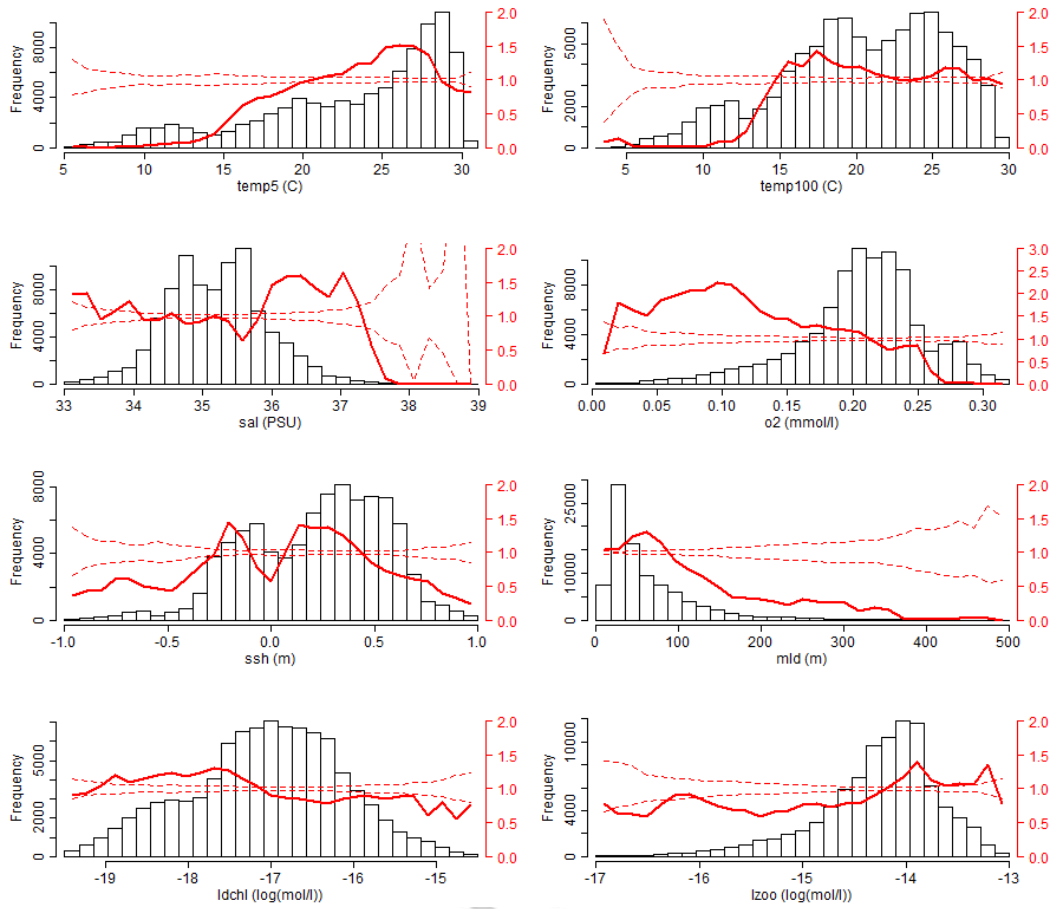 Frequency
0 4000 8000
5 10 15 20 25 30
temp5 (C)
0.0 0.5 1.0 1.5 2.0
Frequency
0 2000 5000
5 10 15 20 25 30
temp100 (C)
0.0 0.5 1.0 1.5 2.0
Frequency
0 4000 8000
33 34 35 36 37 38 39
sal (PSU)
0.0 0.5 1.0 1.5 2.0
Frequency
0 4000 8000
0.00 0.05 0.10 0.15 0.20 0.25 0.30
o2 (mmol/l)
0.0 0.5 1.0 1.5 2.0 2.5 3.0
Frequency
0 4000 8000
-1.0 -0.5 0.0 0.5 1.0
ssh (m)
0.0 0.5 1.0 1.5 2.0
Frequency
0 10000 25000
0 100 200 300 400 500
mld (m)
0.0 0.5 1.0 1.5 2.0
Frequency
0 2000 5000
-19 -18 -17 -16 -15
ldchl (log(mol/l))
0.0 0.5 1.0 1.5 2.0
Frequency
0 4000 10000
-17 -16 -15 -14 -13
lzoo (log(mol/l))
0.0 0.5 1.0 1.5 2.0